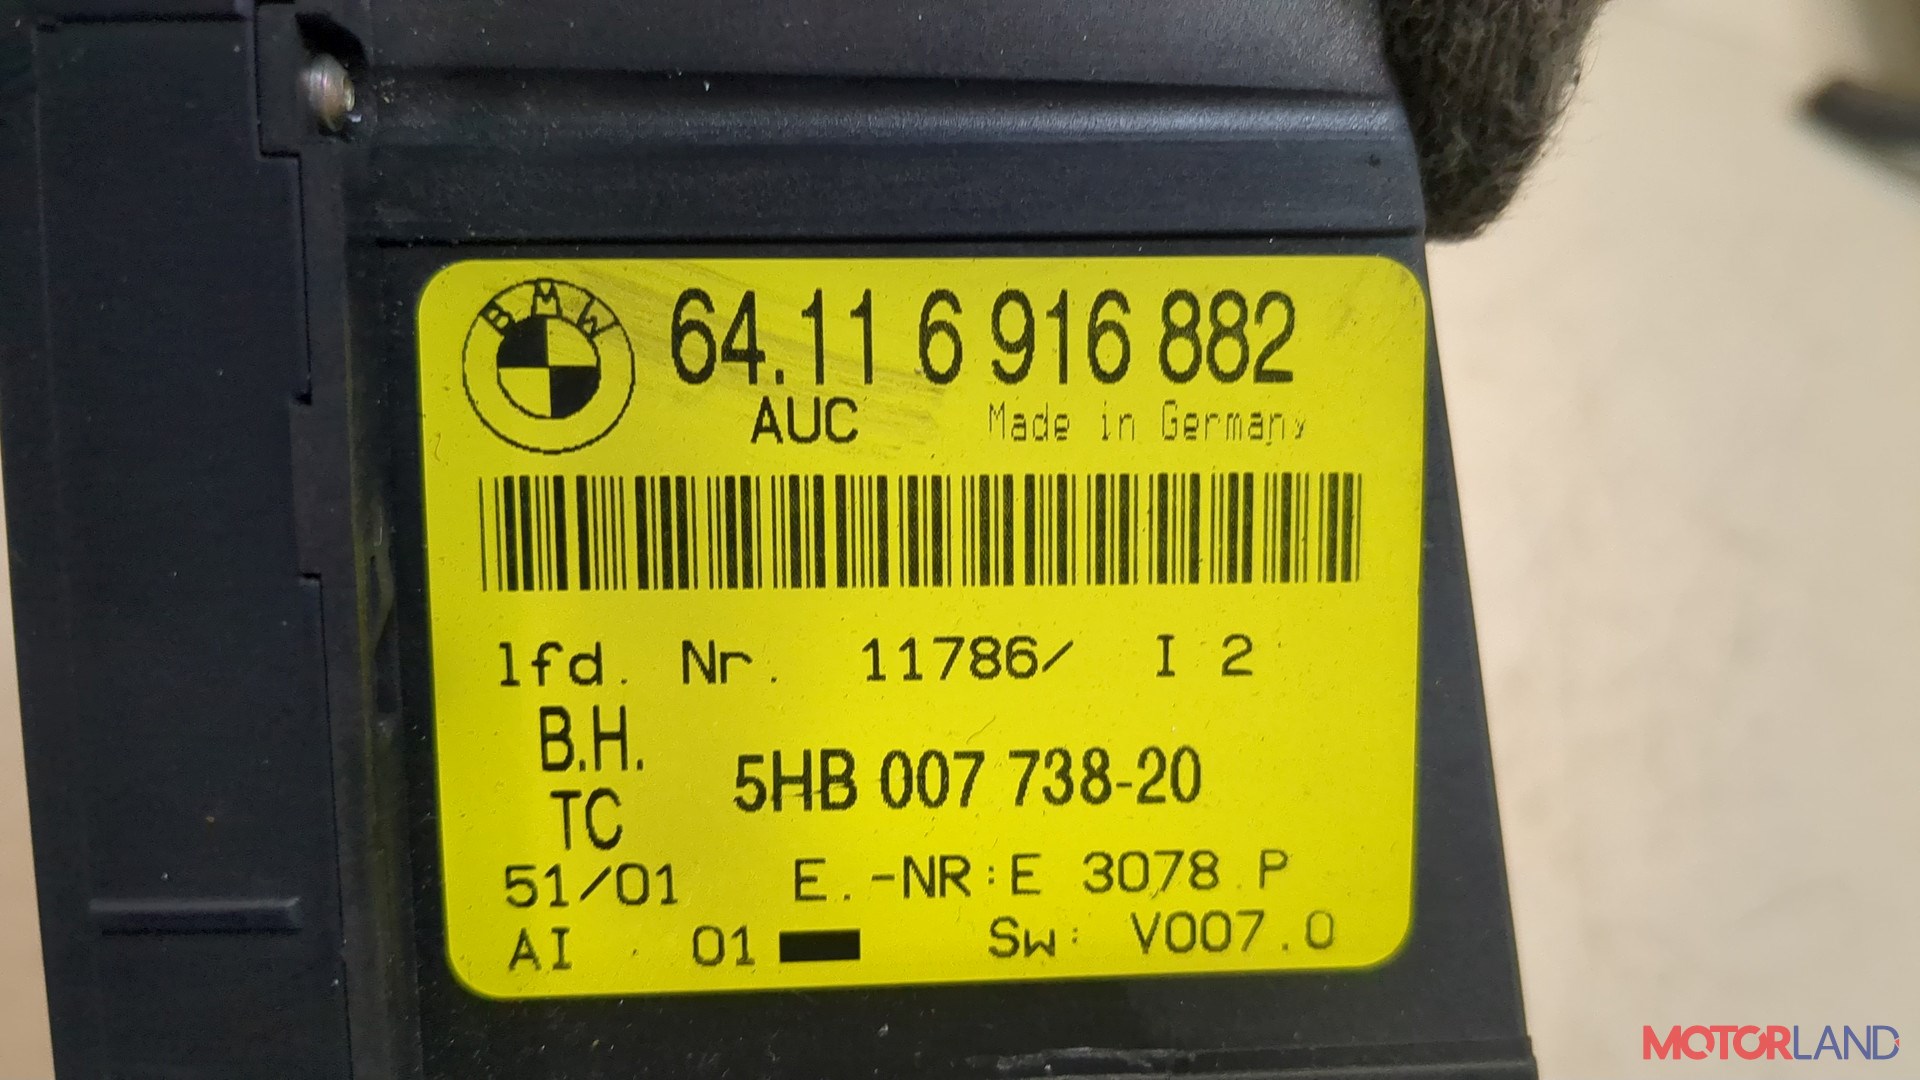 BMW
64.11 6 916 882
AUC Made in Germany
lfd. Nr. 11786/ I 2
B.H.
TC
5HB 007 738-20
51/01 E.-NR:E 3078 P
AI 01 Sw: V007.0
MOTORLAND